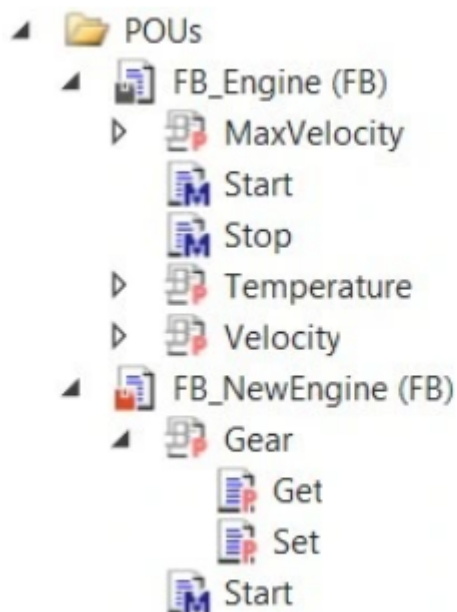 POUs
FB_Engine (FB)
MaxVelocity
Start
Stop
Temperature
Velocity
FB_NewEngine (FB)
Gear
Get
Set
Start